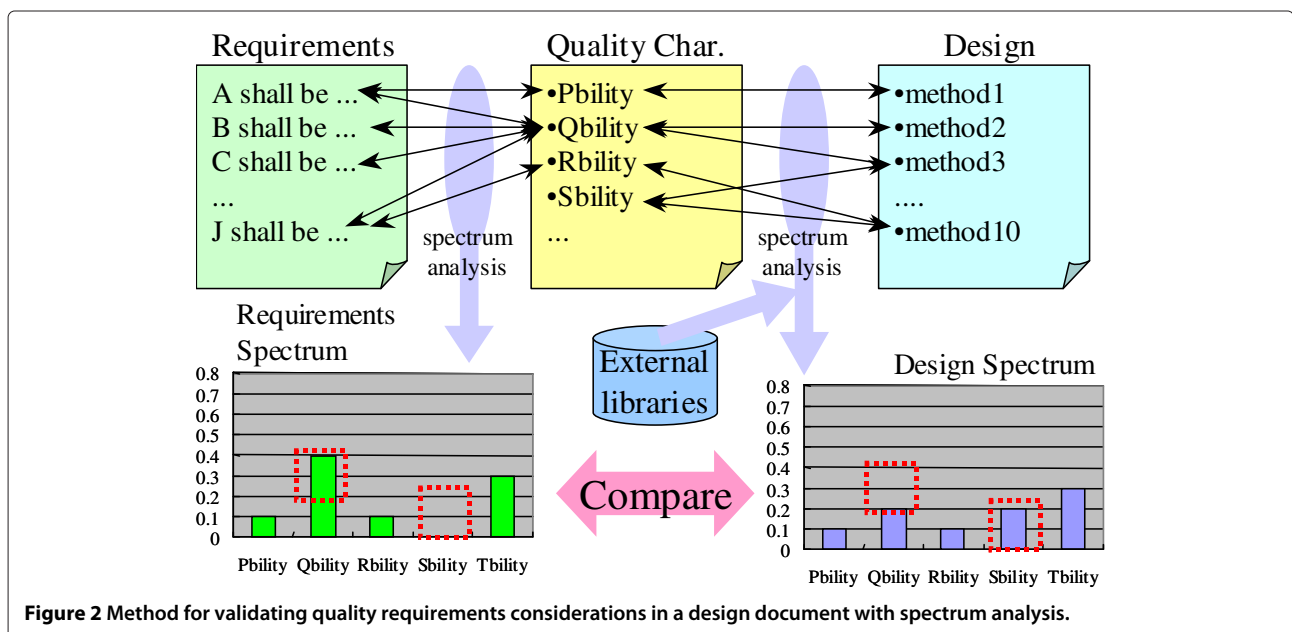 Requirements
A shall be ...
B shall be ...
C shall be ...
...
J shall be ...
spectrum
analysis
Quality Char.
•Pbility
•Qbility
•Rbility
•Sbility
...
spectrum
analysis
Design
•method1
•method2
•method3
....
•method10
Requirements
Spectrum
0.8
0.7
0.6
0.5
0.4
0.3
0.2
0.1
0
Pbility Qbility Rbility Sbility Tbility
External
libraries
Compare
Design Spectrum
0.8
0.7
0.6
0.5
0.4
0.3
0.2
0.1
0
Pbility Qbility Rbility Sbility Tbility
Figure 2 Method for validating quality requirements considerations in a design document with spectrum analysis.